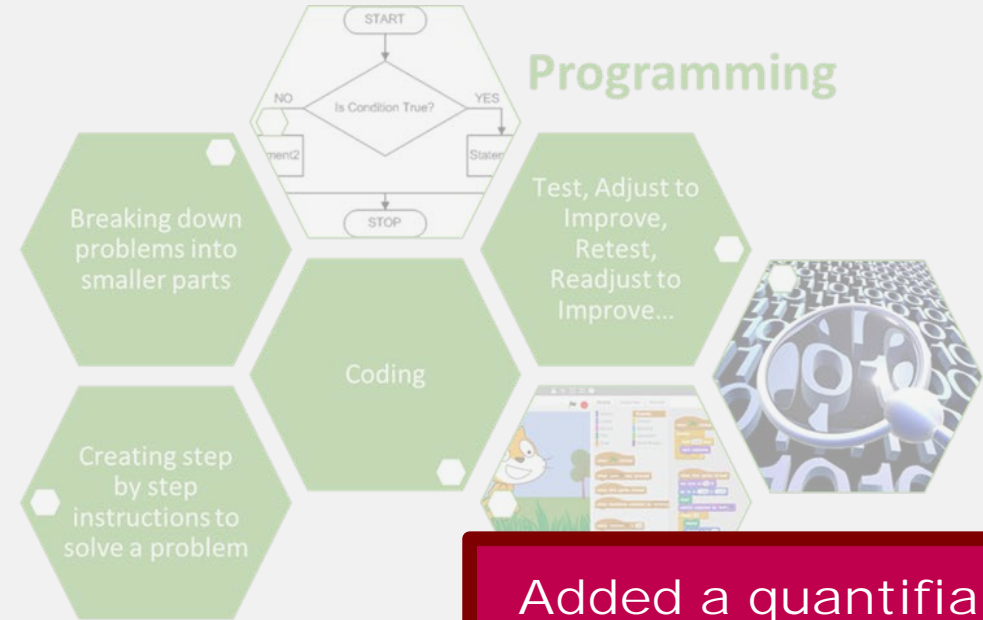 Programming
START
Is Condition True?
NO
YES
STOP
Breaking down
problems into
smaller parts
Test, Adjust to
Improve,
Retest,
Readjust to
Improve...
Coding
Creating step
by step
instructions to
solve a problem
Added a quantifia